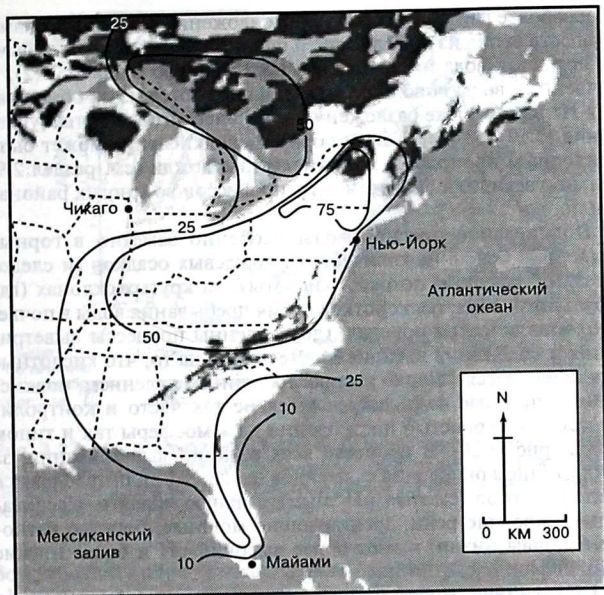 25
50
Чикаго
25
75
Нью-Йорк
Атлантический
океан
50
25
10
N
0 КМ 300
Мексиканский
залив
10
Майами